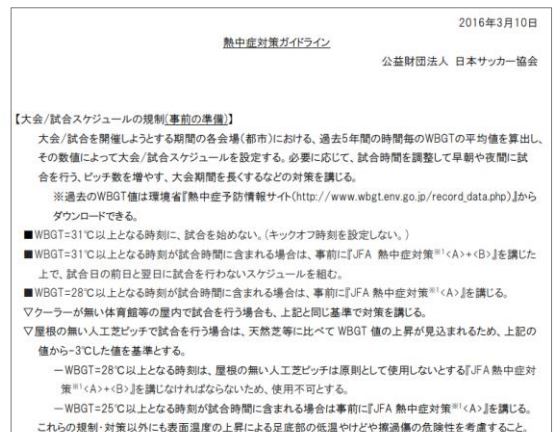 2016年3月10日
熱中症対策ガイドライン
公益財団法人 日本サッカー協会
【大会/試合スケジュールの規制(事前の準備)】
大会/試合を開催しようとする期間の各会場(都市)における、過去5年間の時間毎のWBGTの平均値を算出し、
その数値によって大会/試合スケジュールを設定する。必要に応じて、試合時間を調整して早朝や夜間に試
合を行う、ピッチ数を増やす、大会期間を長くするなどの対策を講じる。
※過去のWBGT値は環境省『熱中症予防情報サイト(http://www.wbgt.env.go.jp/record_data.php)』から
ダウンロードできる。
■WBGT=31℃以上となる時刻に、試合を始めない。(キックオフ時刻を設定しない。)
■WBGT=31℃以上となる時刻が試合時間に含まれる場合は、事前に『JFA 熱中症対策※1<A>+<B>』を講じた
上で、試合日の前日と翌日に試合を行わないスケジュールを組む。
■WBGT=28℃以上となる時刻が試合時間に含まれる場合は、事前に『JFA 熱中症対策※1<A>』を講じる。
▽クーラーが無い体育館等の屋内で試合を行う場合も、上記と同じ基準で対策を講じる。
▽屋根の無い人工芝ピッチで試合を行う場合は、天然芝等に比べて WBGT 値の上昇が見込まれるため、上記の
値から-3℃した値を基準とする。
－WBGT=28℃以上となる時刻は、屋根の無い人工芝ピッチは原則として使用しないとする『JFA 熱中症対
策※1<A>+<B>』を講じなければならないため、使用不可とする。
－WBGT=25℃以上となる時刻が試合時間に含まれる場合は事前に『JFA 熱中症対策※1<A>』を講じる。
これらの規制・対策以外にも表面温度の上昇による足底部の低温やけどや擦過傷の危険性を考慮すること。